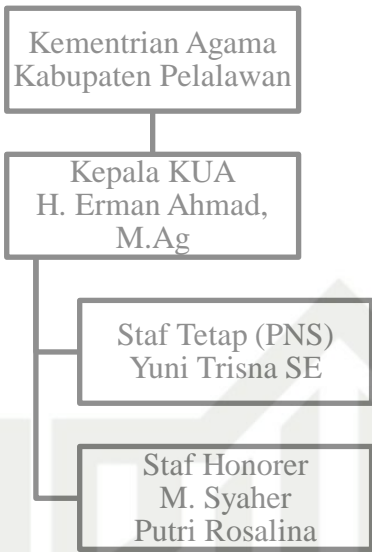 Kementrian Agama
Kabupaten Pelalawan
Kepala KUA
H. Erman Ahmad,
M.Ag
Staf Tetap (PNS)
Yuni Trisna SE
Staf Honorer
M. Syaher
Putri Rosalina